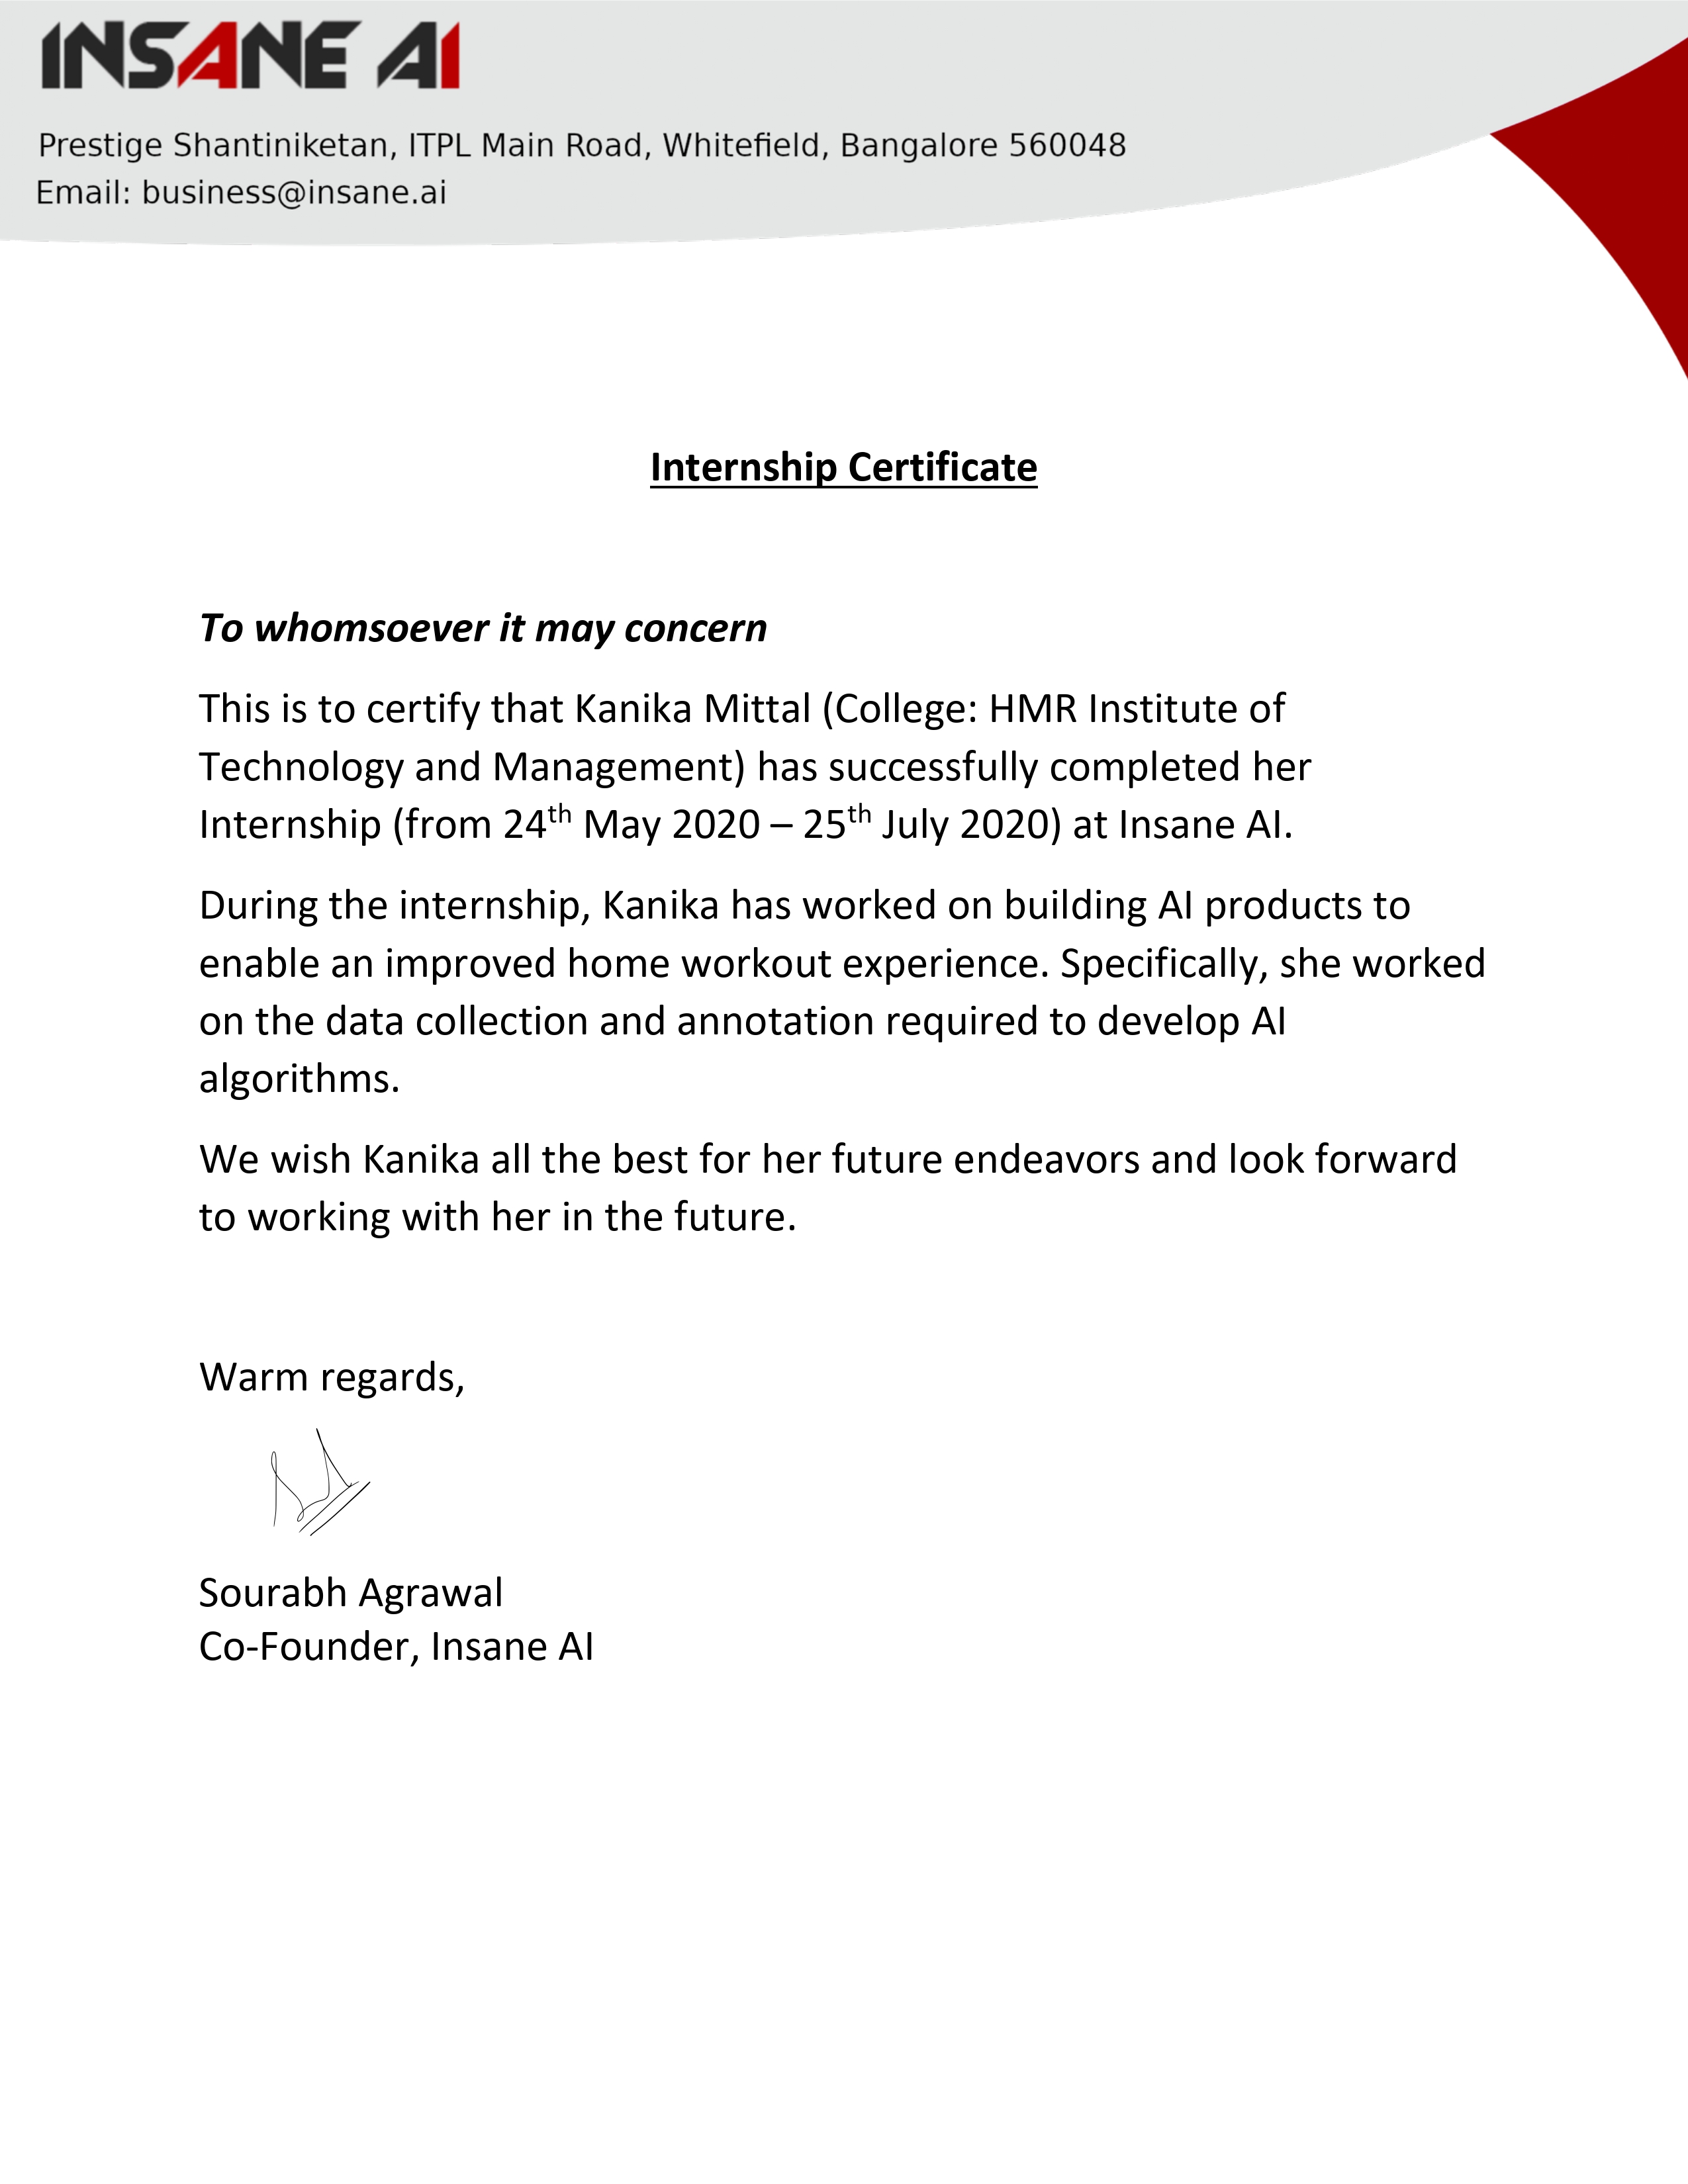 INSANE AI
Prestige Shantiniketan, ITPL Main Road, Whitefield, Bangalore 560048
Email: business@insane.ai
Internship Certificate
To whomsoever it may concern
This is to certify that Kanika Mittal (College: HMR Institute of
Technology and Management) has successfully completed her
Internship (from 24th May 2020 – 25th July 2020) at Insane AI.
During the internship, Kanika has worked on building AI products to
enable an improved home workout experience. Specifically, she worked
on the data collection and annotation required to develop AI
algorithms.
We wish Kanika all the best for her future endeavors and look forward
to working with her in the future.
Warm regards,
Sourabh Agrawal
Co-Founder, Insane AI